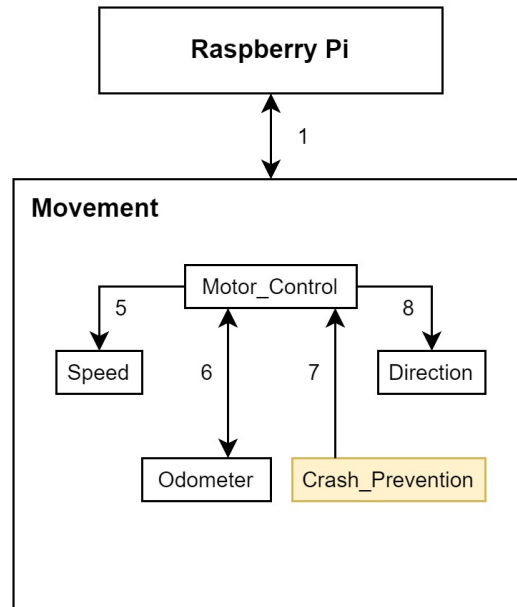 Raspberry Pi
1
Movement
Motor_Control
5
8
Speed
6
7
Direction
Odometer
Crash_Prevention